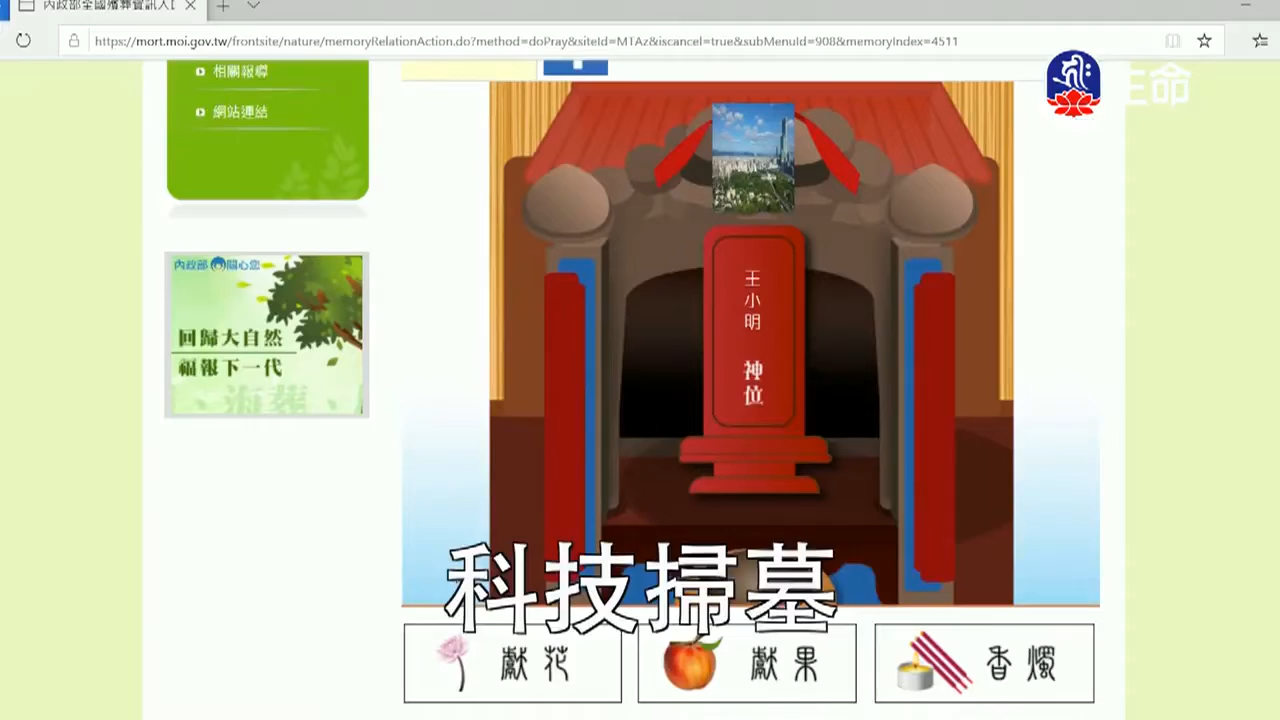 內政部全國殯葬資訊入口
https://mort.moi.gov.tw/frontsite/nature/memoryRelationAction.do?method=doPray&siteId=MTAz&iscancel=true&subMenuId=908&memoryIndex=4511
生命
相關報導
網站連結
內政部 關心您
回歸大自然
福報下一代
、海葬、
王小明 神位
科技掃墓
獻花
獻果
香燭